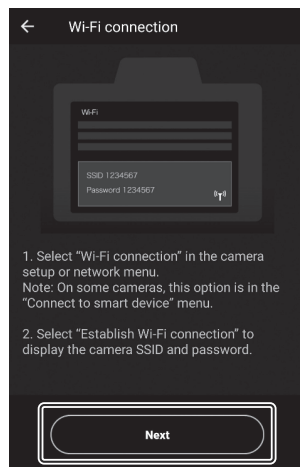 Wi-Fi connection
Wi-Fi
SSID 1234567
Password 1234567
1. Select “Wi-Fi connection” in the camera
setup or network menu.
Note: On some cameras, this option is in the
“Connect to smart device” menu.
2. Select “Establish Wi-Fi connection” to
display the camera SSID and password.
Next